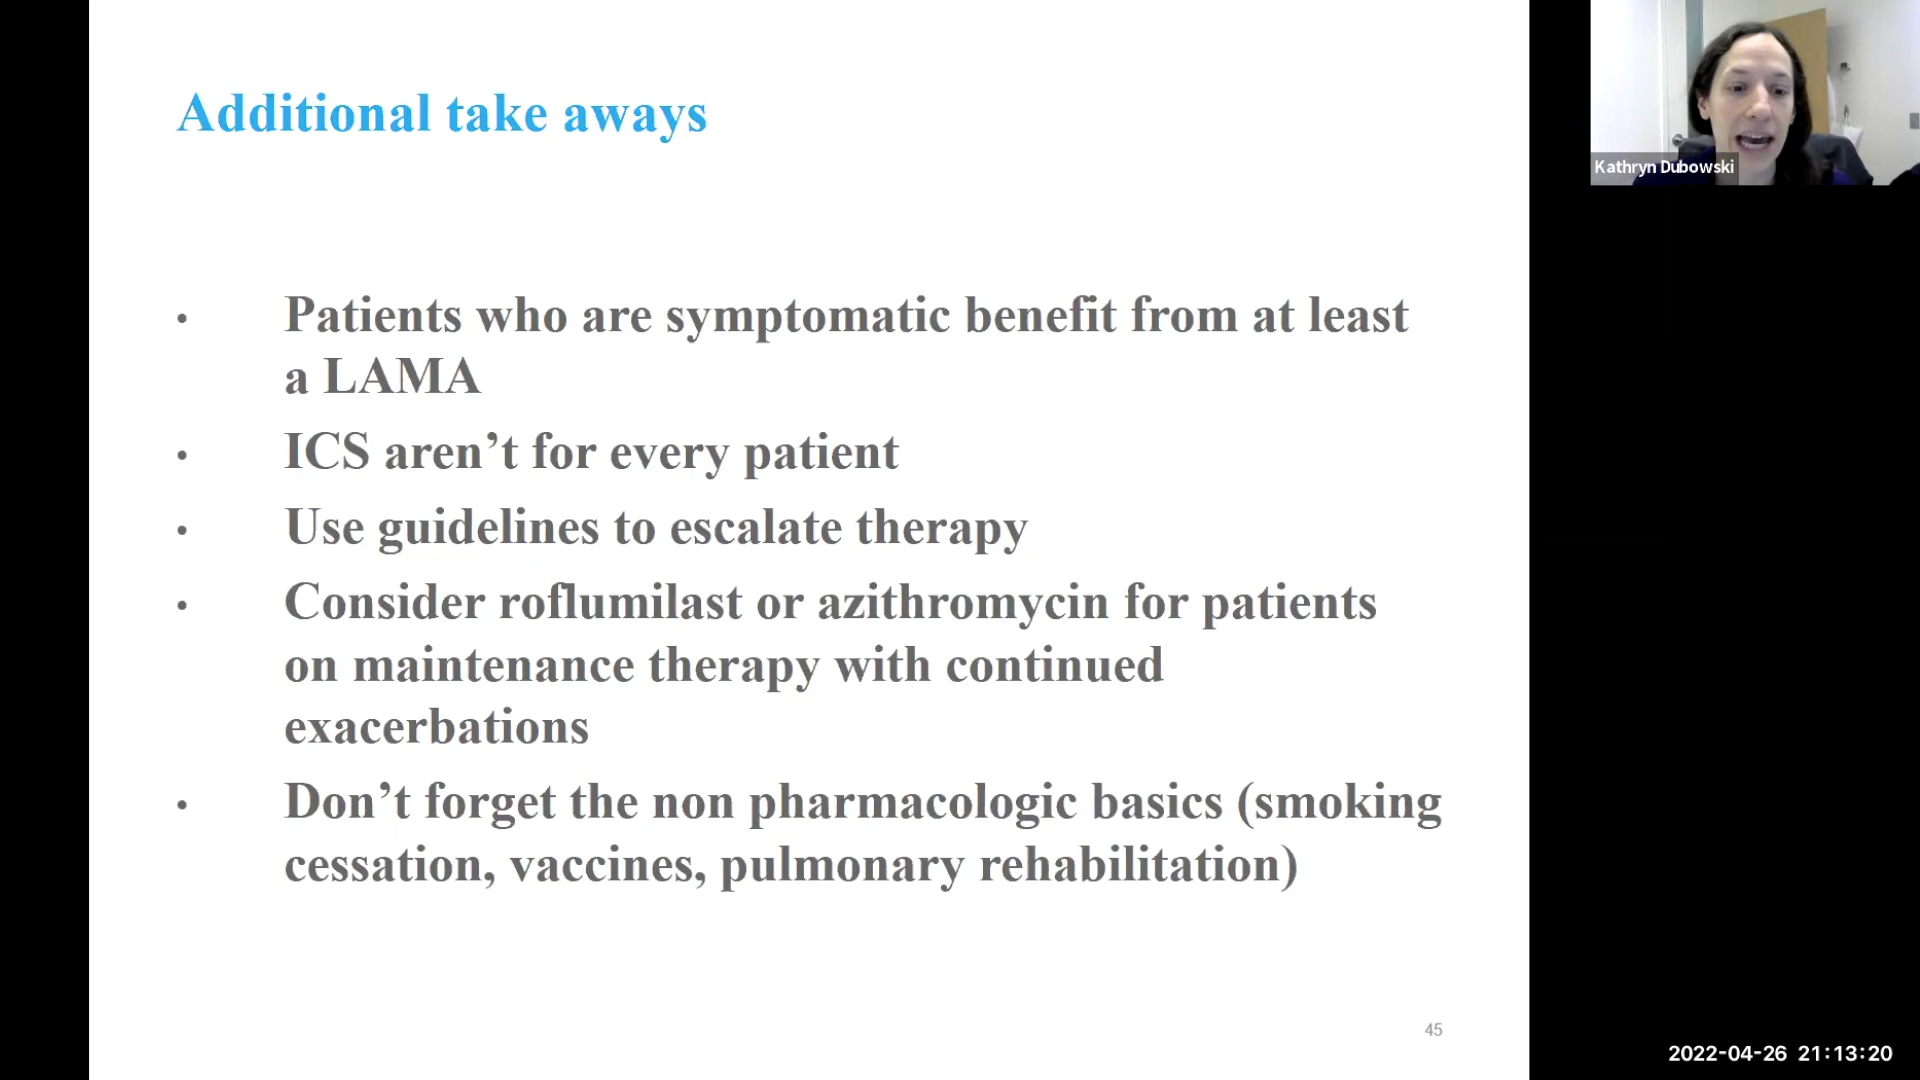 Additional take aways
Kathryn Dubowski
• Patients who are symptomatic benefit from at least
a LAMA
• ICS aren’t for every patient
• Use guidelines to escalate therapy
• Consider roflumilast or azithromycin for patients
on maintenance therapy with continued
exacerbations
• Don’t forget the non pharmacologic basics (smoking
cessation, vaccines, pulmonary rehabilitation)
45
2022-04-26 21:13:20